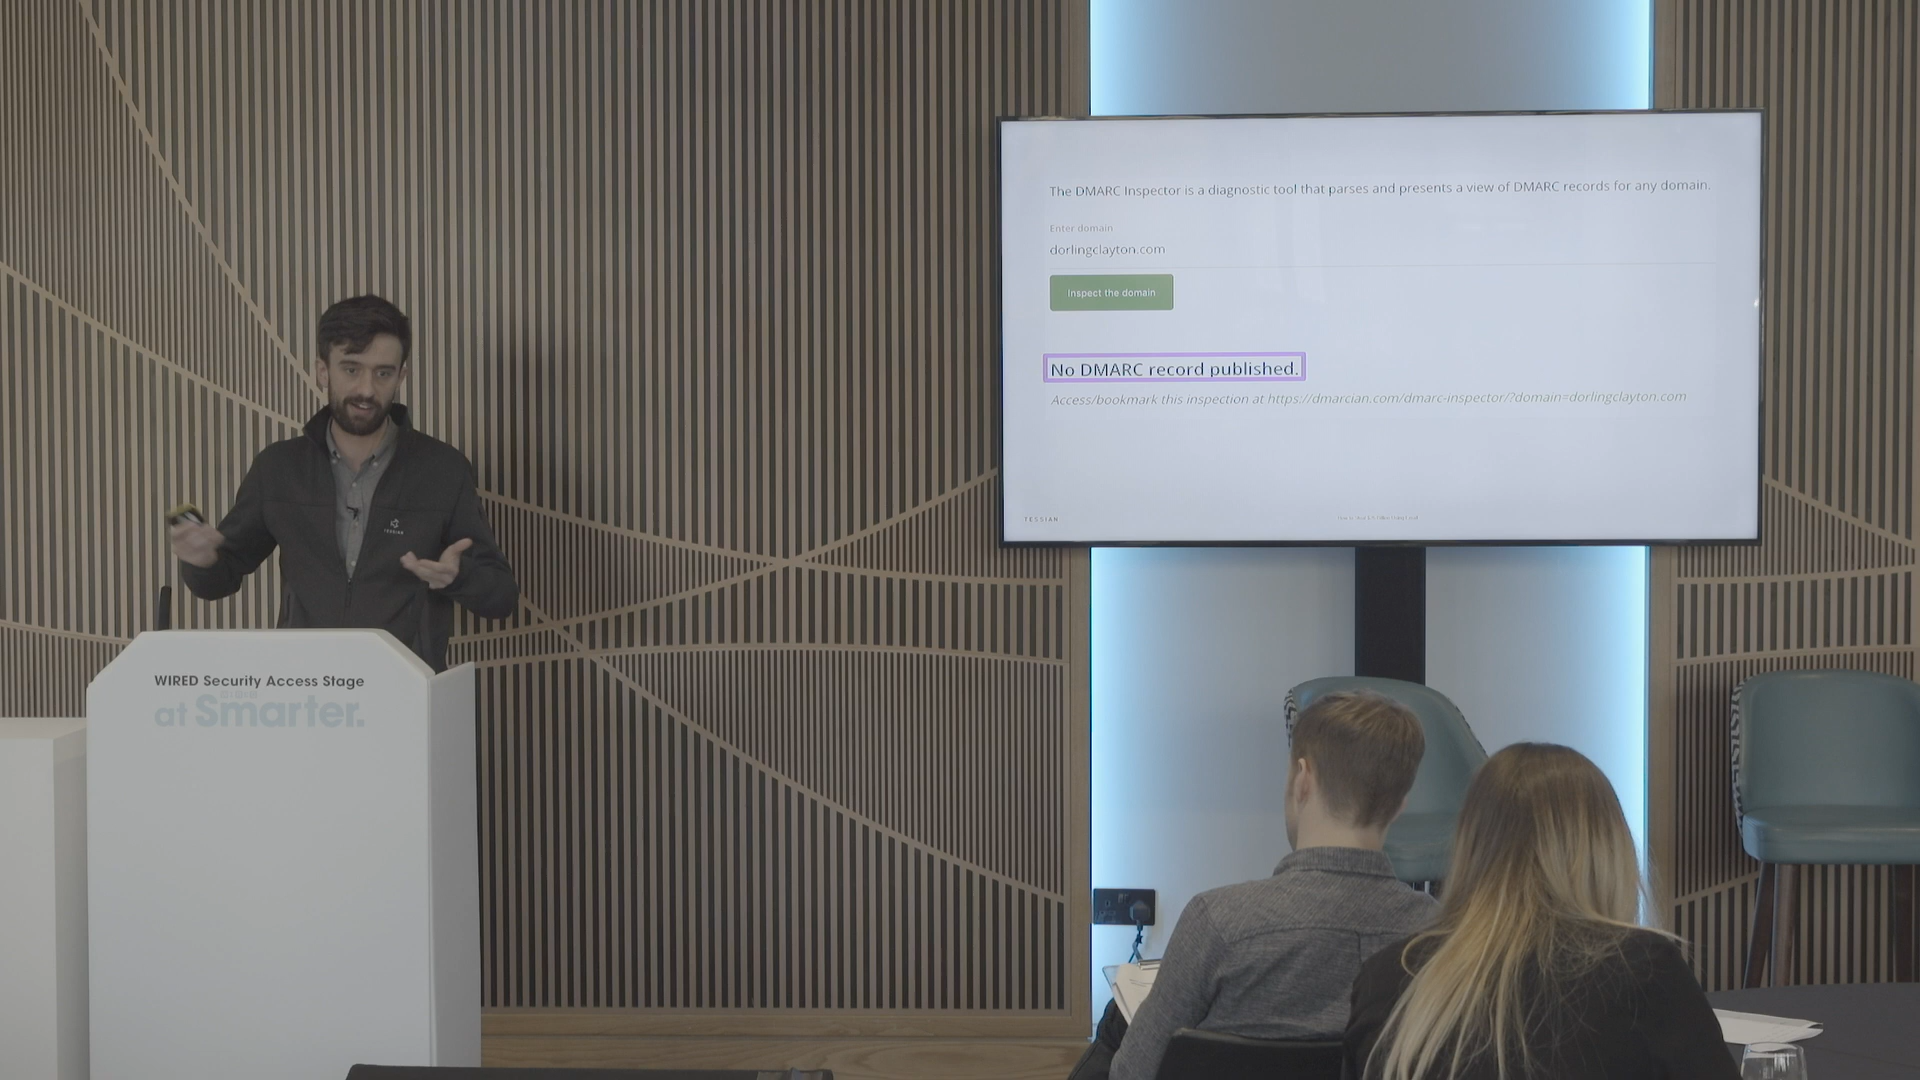 The DMARC Inspector is a diagnostic tool that parses and presents a view of DMARC records for any domain.
Enter domain
dorlingclayton.com
Inspect the domain
No DMARC record published.
Access/bookmark this inspection at https://dmarcian.com/dmarc-inspector/?domain=dorlingclayton.com
TESSIAN
TESSIAN
WIRED Security Access Stage
at Smarter.